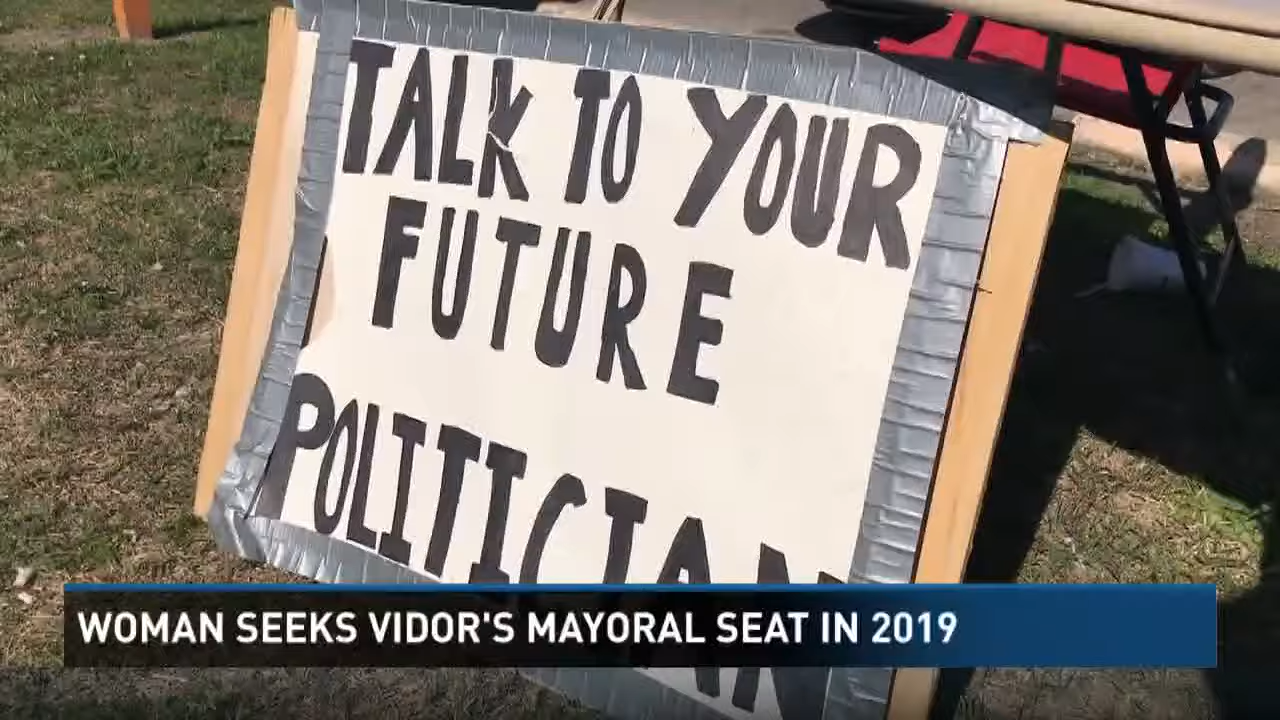 TALK TO YOUR
FUTURE
POLITICIAN
WOMAN SEEKS VIDOR'S MAYORAL SEAT IN 2019